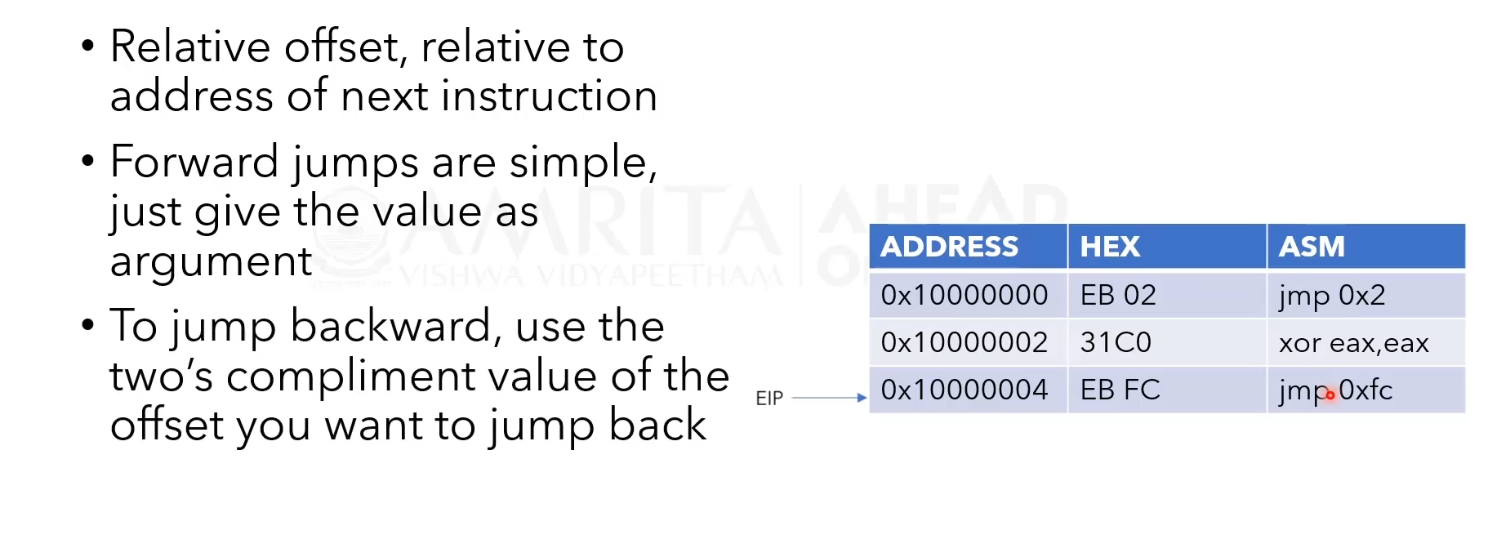 • Relative offset, relative to
address of next instruction
• Forward jumps are simple,
just give the value as
argument
• To jump backward, use the
two's compliment value of the
offset you want to jump back
AMRITA
VISHWA VIDYAPEETHAM
AHEAD
ADDRESS HEX ASM
0x10000000 EB 02 jmp 0x2
0x10000002 31C0 xor eax,eax
EIP 0x10000004 EB FC jmp 0xfc